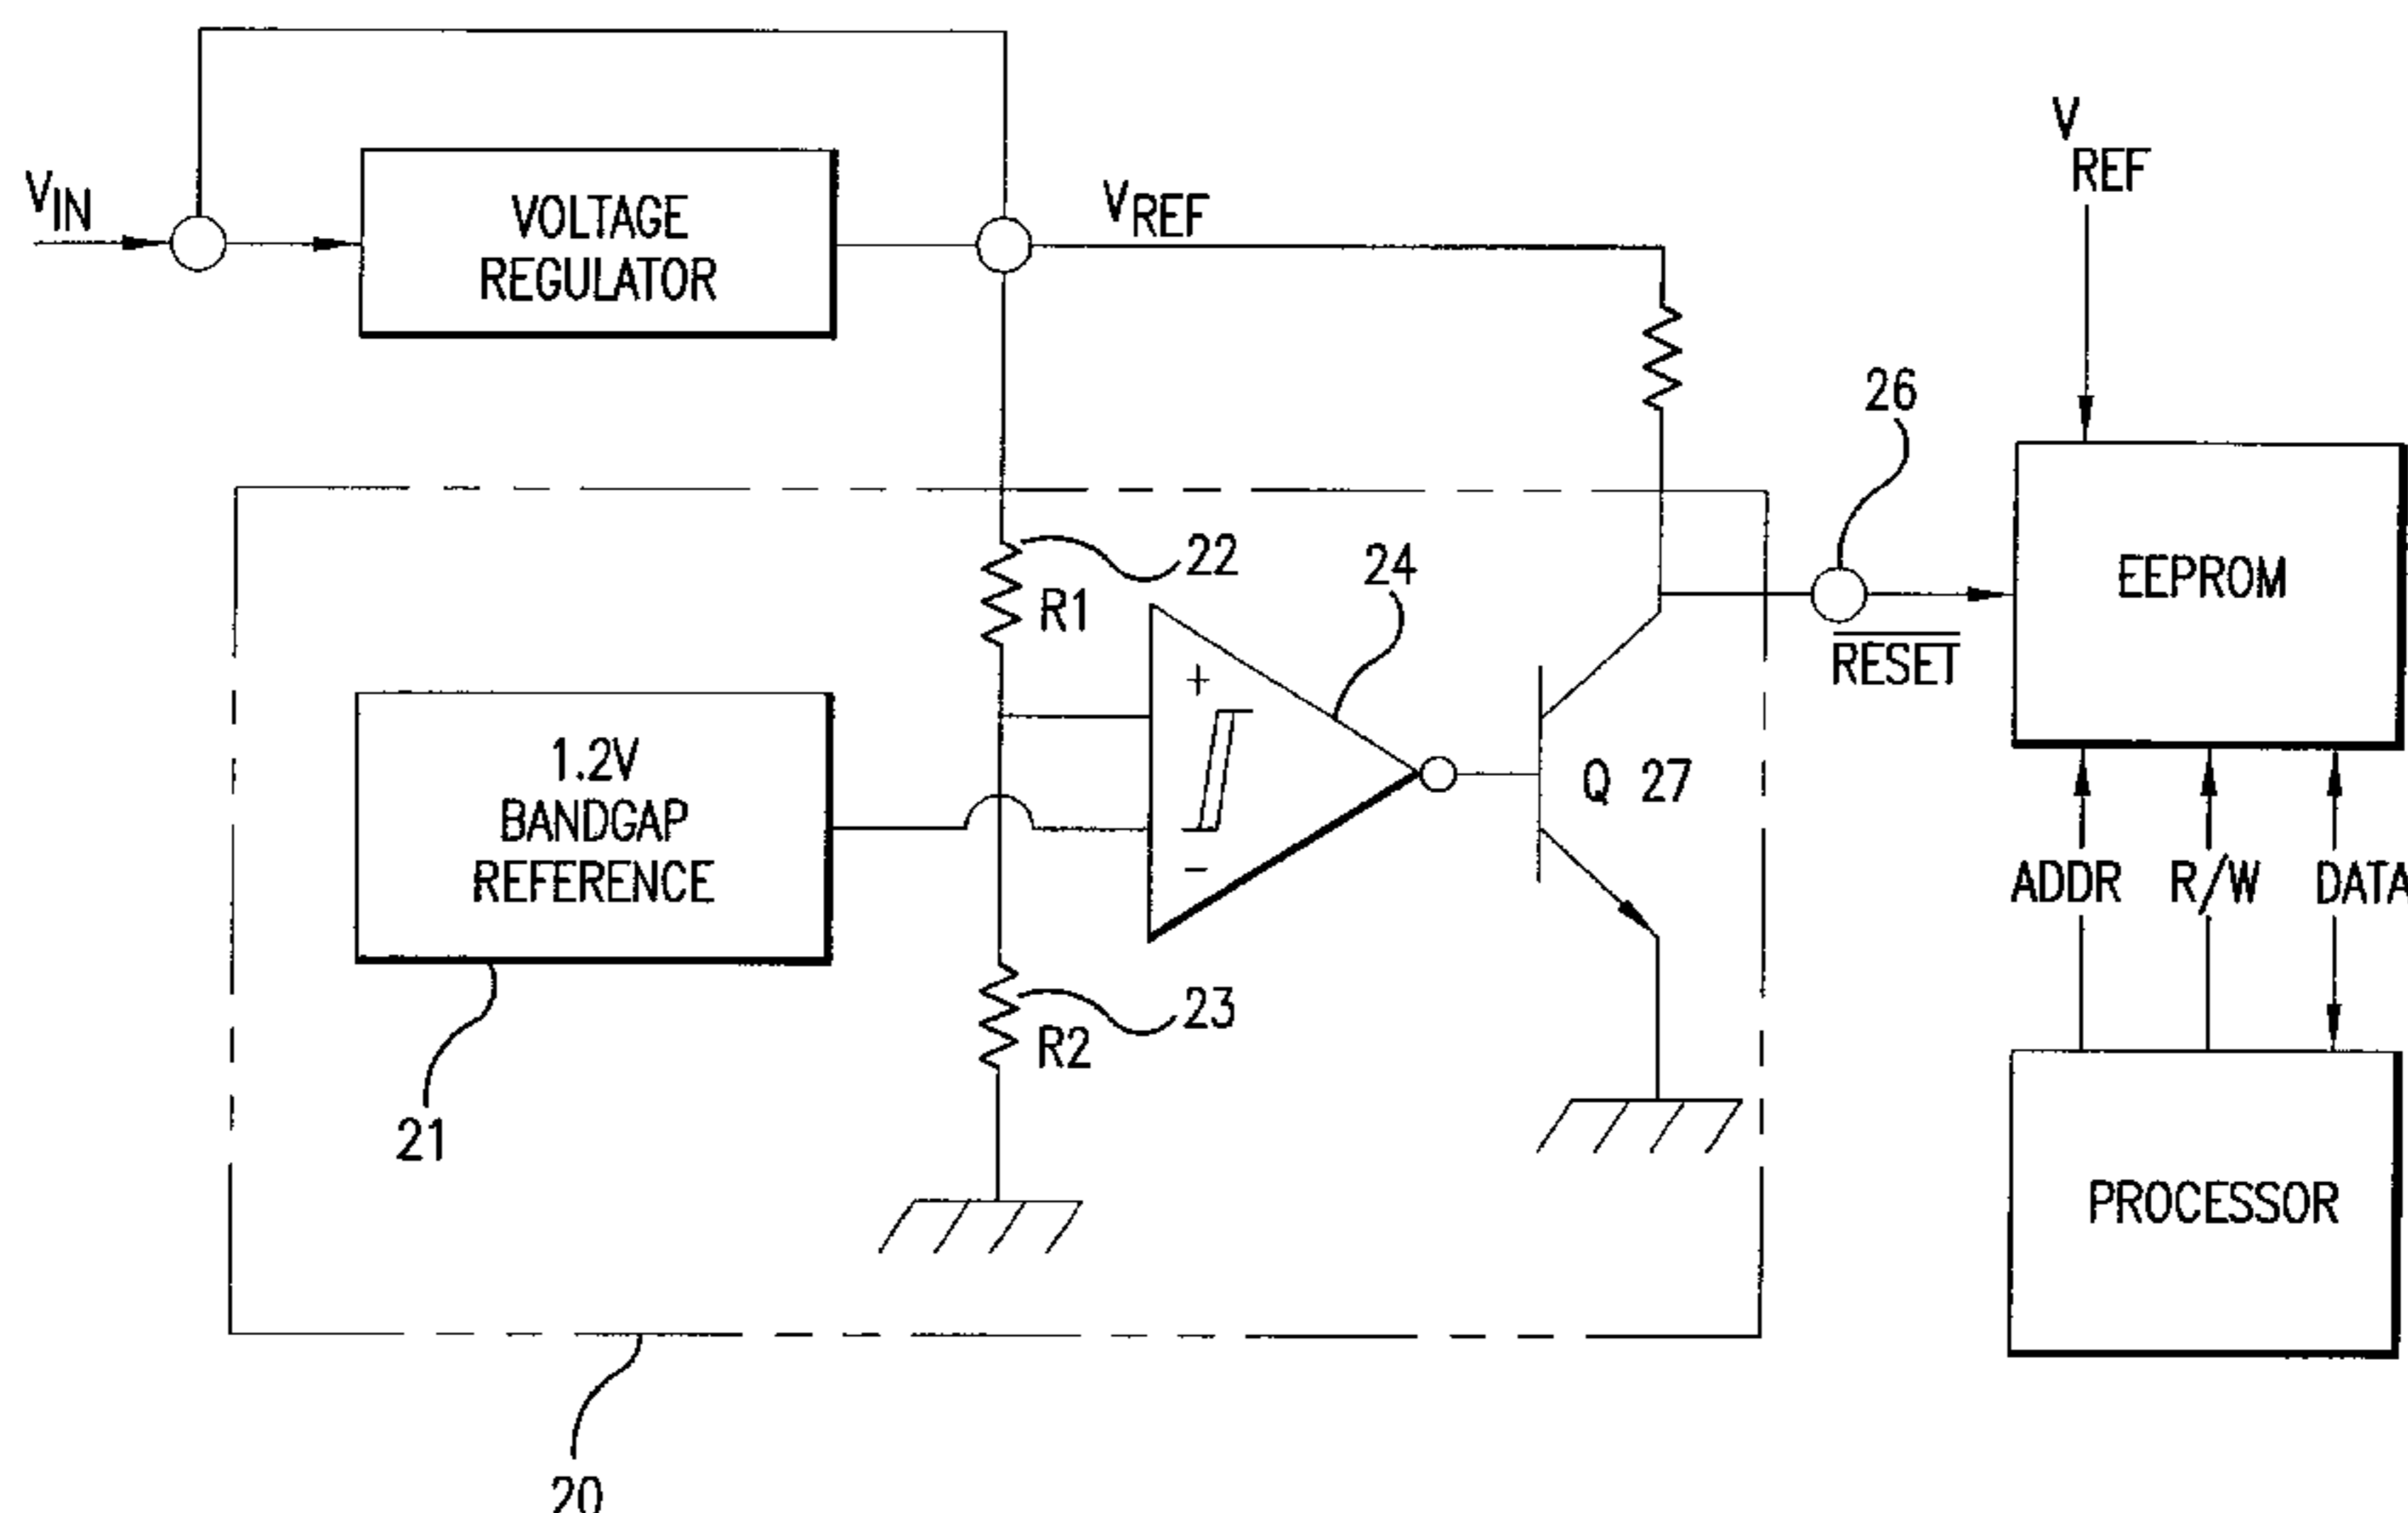 VIN
VOLTAGE
REGULATOR
VREF
V
REF
26
EEPROM
RESET
22
R1
24
+
-
1.2V
BANDGAP
REFERENCE
Q 27
ADDR R/W DATA
21
23
R2
PROCESSOR
20